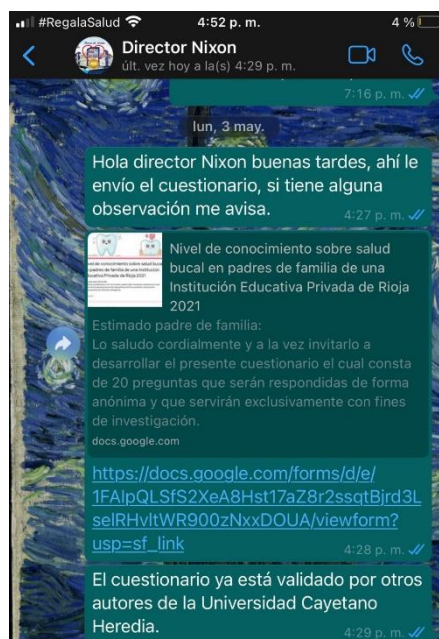 #RegalaSalud 4:52 p. m. 4 %
Director Nixon
últ. vez hoy a la(s) 4:29 p. m.
7:16 p. m.
lun, 3 may.
Hola director Nixon buenas tardes, ahí le
envío el cuestionario, si tiene alguna
observación me avisa.
4:27 p. m.
Nivel de conocimiento sobre salud
bucal en padres de familia de una
Institución Educativa Privada de Rioja
2021
Estimado padre de familia:
Lo saludo cordialmente y a la vez invitarlo a
desarrollar el presente cuestionario el cual consta
de 20 preguntas que serán respondidas de forma
anónima y que servirán exclusivamente con fines
de investigación.
docs.google.com
https://docs.google.com/forms/d/e/
1FAIpQLSfS2XeA8Hst17aZ8r2ssqtBjrd3L
selRHvltWR900zNxxDOUA/viewform?
usp=sf_link
4:28 p. m.
El cuestionario ya está validado por otros
autores de la Universidad Cayetano
Heredia.
4:29 p. m.